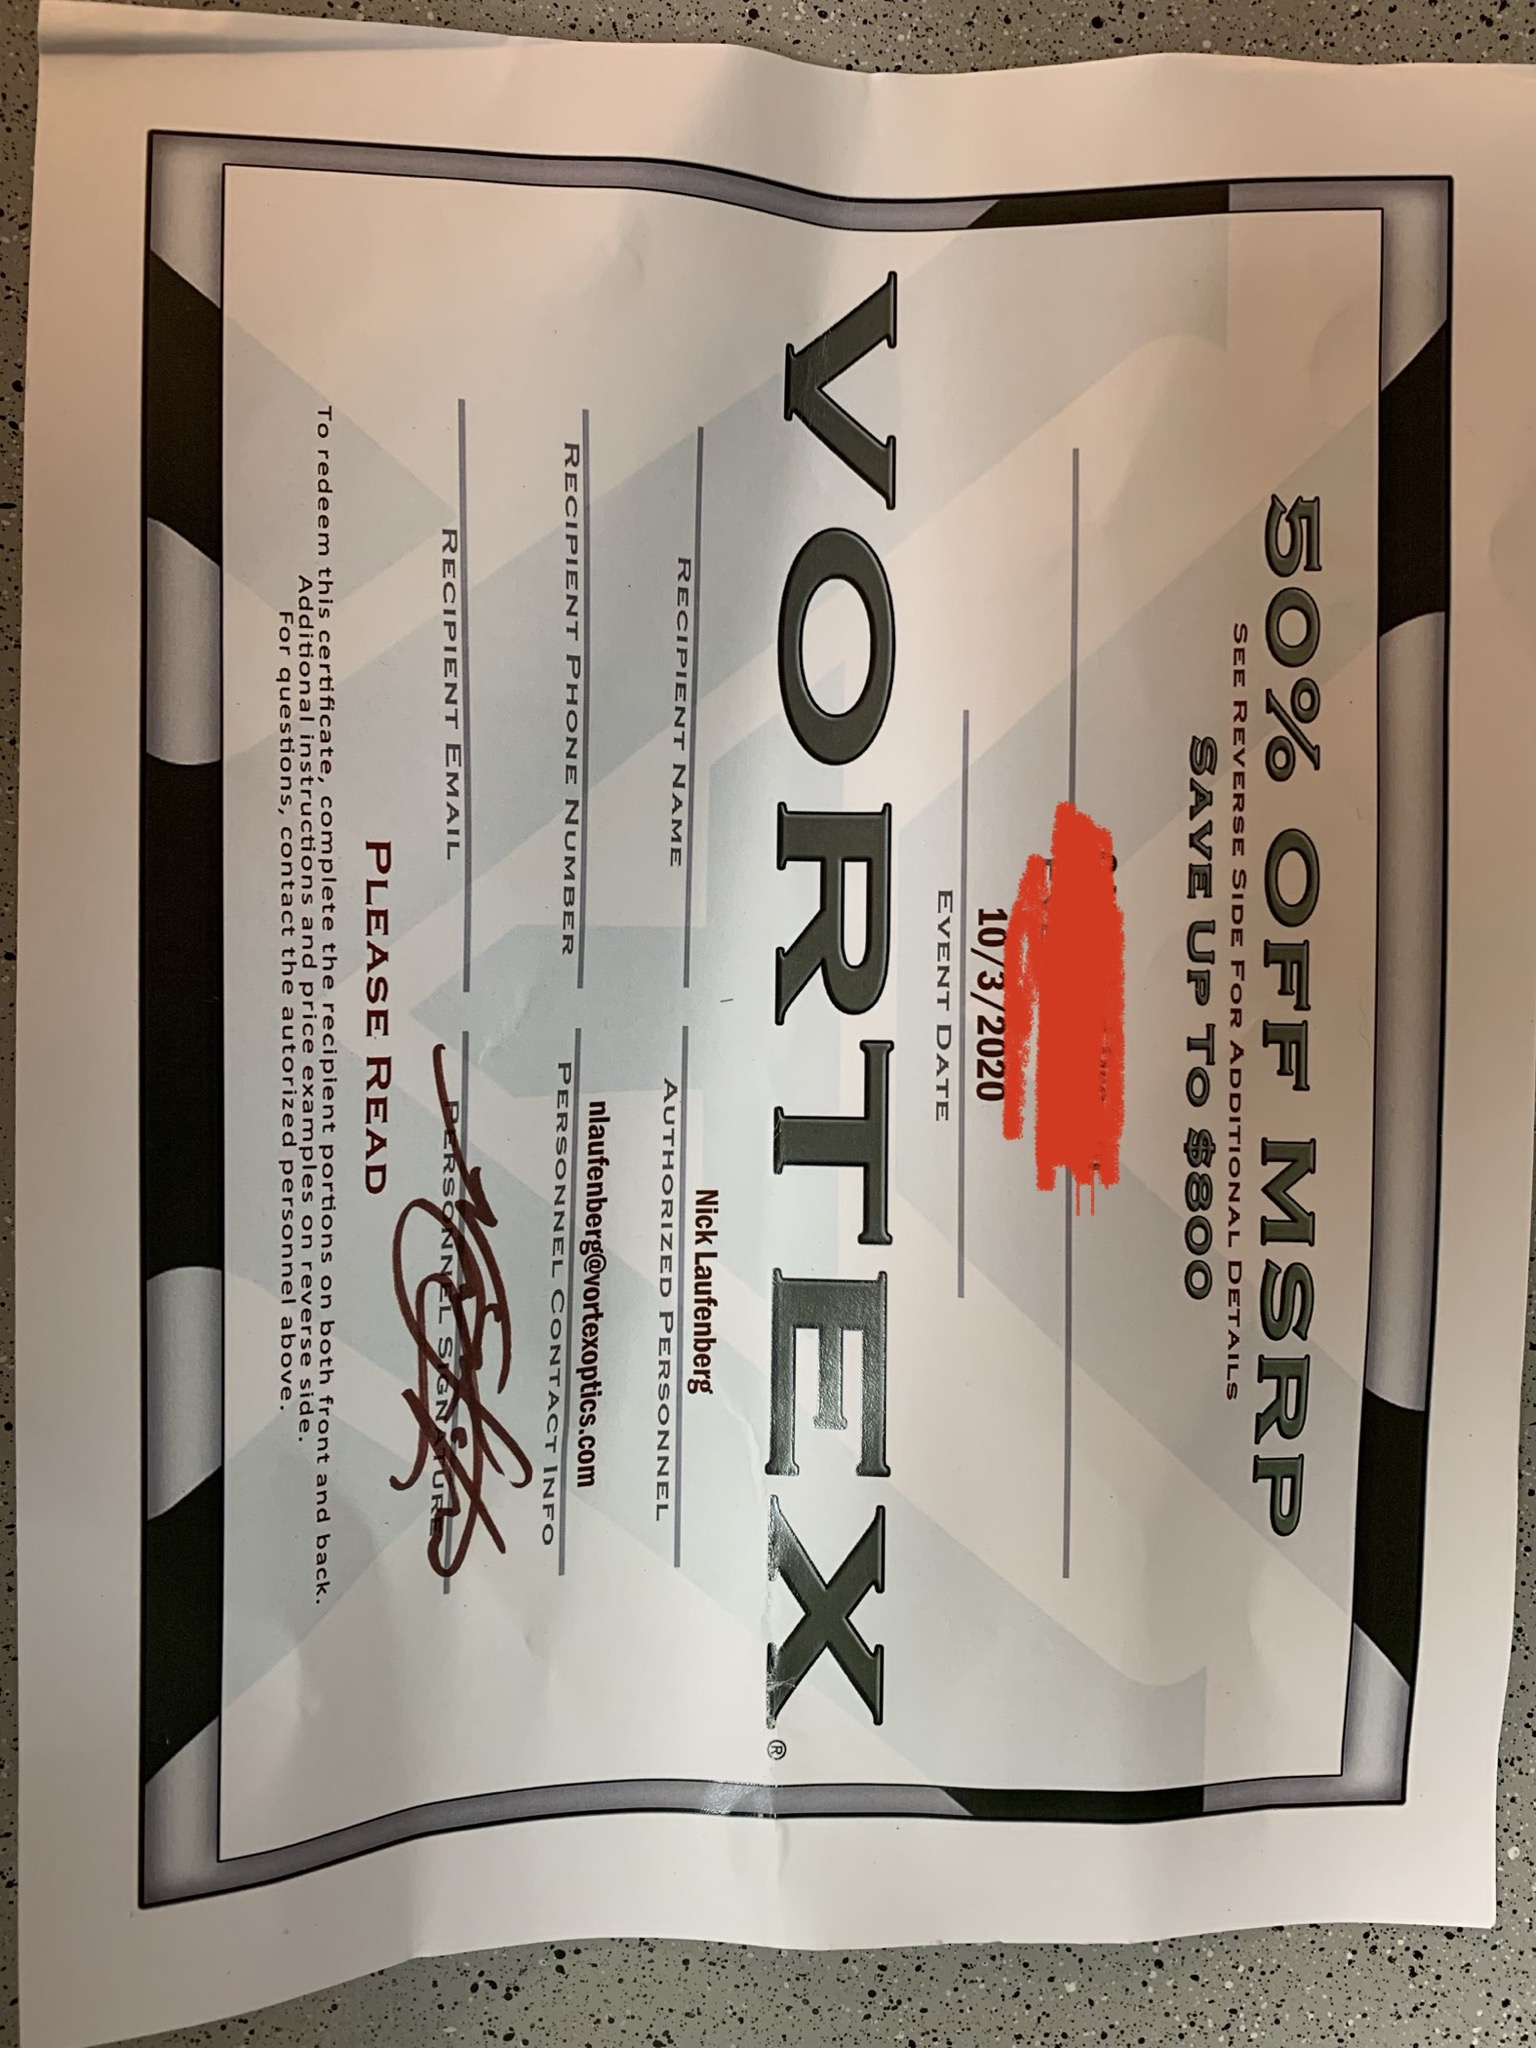 50% OFF MSRP
SEE REVERSE SIDE FOR ADDITIONAL DETAILS
SAVE UP TO $800
10/3/2020
EVENT DATE
VORTEX®
RECIPIENT NAME
Nick Laufenberg
AUTHORIZED PERSONNEL
RECIPIENT PHONE NUMBER
nlaufenberg@vortexoptics.com
PERSONNEL CONTACT INFO
RECIPIENT EMAIL
PERSONNEL SIGNATURE
PLEASE READ
To redeem this certificate, complete the recipient portions on both front and back.
Additional instructions and price examples on reverse side.
For questions, contact the autorized personnel above.